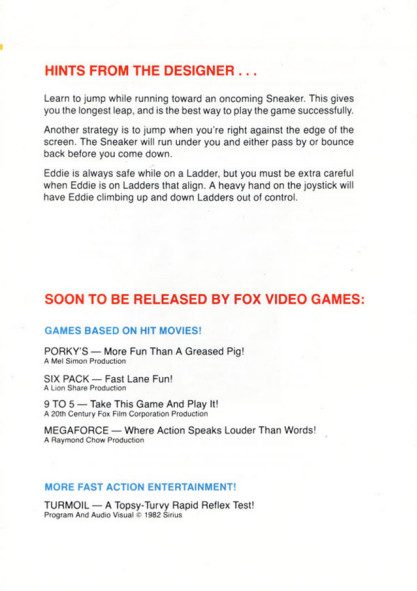 HINTS FROM THE DESIGNER . . .
Learn to jump while running toward an oncoming Sneaker. This gives
you the longest leap, and is the best way to play the game successfully.
Another strategy is to jump when you're right against the edge of the
screen. The Sneaker will run under you and either pass by or bounce
back before you come down.
Eddie is always safe while on a Ladder, but you must be extra careful
when Eddie is on Ladders that align. A heavy hand on the joystick will
have Eddie climbing up and down Ladders out of control.
SOON TO BE RELEASED BY FOX VIDEO GAMES:
GAMES BASED ON HIT MOVIES!
PORKY'S — More Fun Than A Greased Pig!
A Mel Simon Production
SIX PACK — Fast Lane Fun!
A Lion Share Production
9 TO 5 — Take This Game And Play It!
A 20th Century Fox Film Corporation Production
MEGAFORCE — Where Action Speaks Louder Than Words!
A Raymond Chow Production
MORE FAST ACTION ENTERTAINMENT!
TURMOIL — A Topsy-Turvy Rapid Reflex Test!
Program And Audio Visual © 1982 Sirius